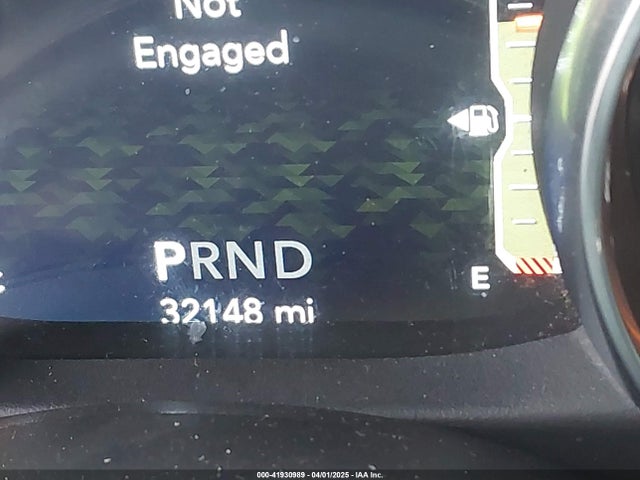 Not
Engaged
PRND
E
32148 mi
000-41930989 - 04/01/2025 - IAA Inc.